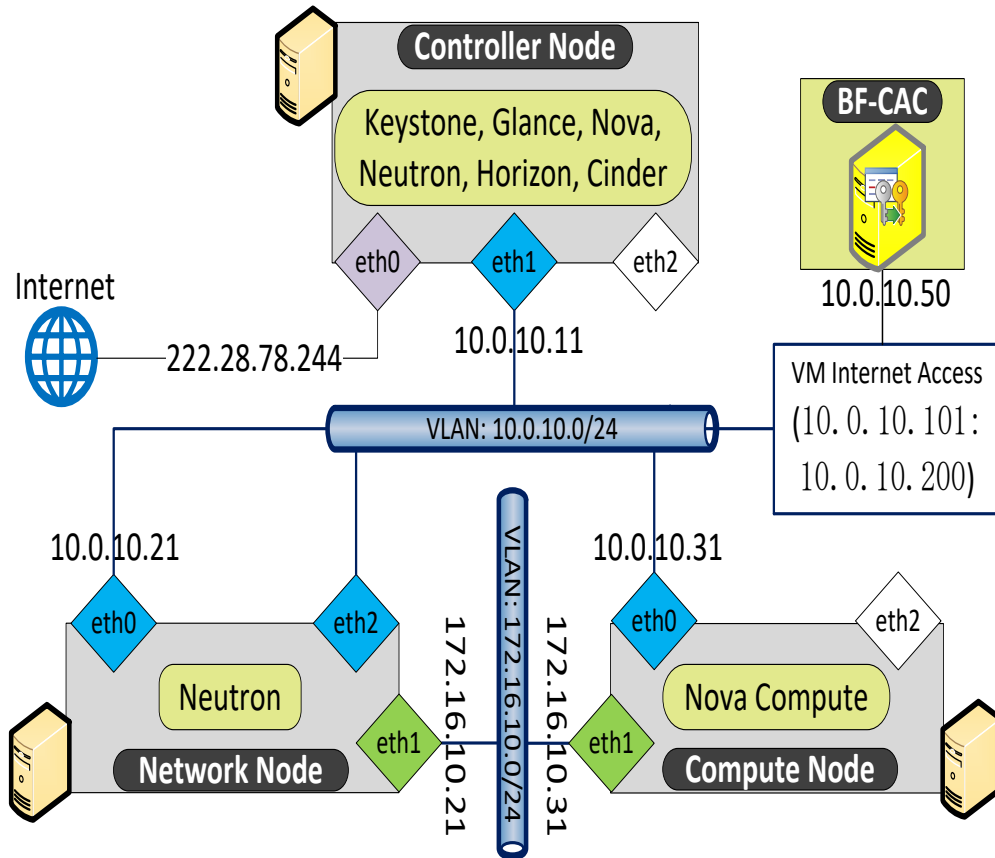 Controller Node
Keystone, Glance, Nova,
Neutron, Horizon, Cinder
eth0
eth1
eth2
BF-CAC
10.0.10.50
Internet
222.28.78.244
10.0.10.11
VM Internet Access
(10.0.10.101:
10.0.10.200)
VLAN: 10.0.10.0/24
10.0.10.21
10.0.10.31
eth0
eth2
eth0
eth2
Neutron
eth1
Network Node
172.16.10.21
VLAN: 172.16.10.0/24
172.16.10.31
Nova Compute
eth1
Compute Node